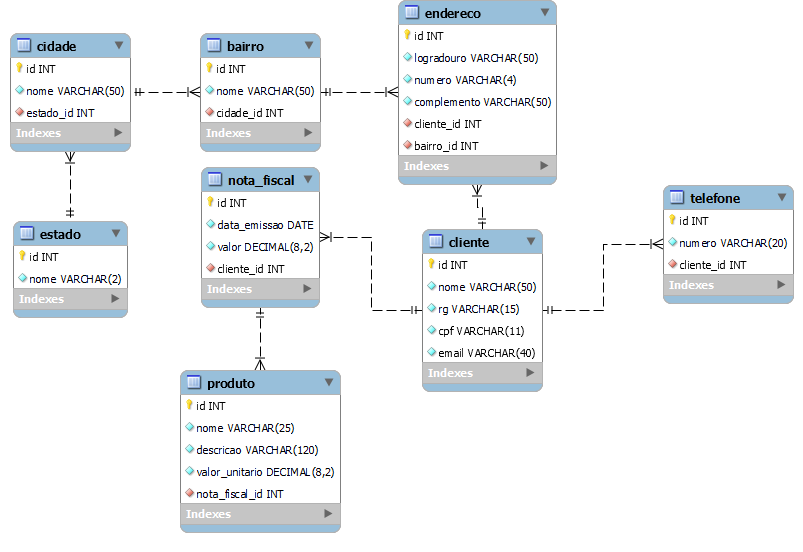 cidade
id INT
nome VARCHAR(50)
estado_id INT
Indexes
bairro
id INT
nome VARCHAR(50)
cidade_id INT
Indexes
endereco
id INT
logradouro VARCHAR(50)
numero VARCHAR(4)
complemento VARCHAR(50)
cliente_id INT
bairro_id INT
Indexes
estado
id INT
nome VARCHAR(2)
Indexes
nota_fiscal
id INT
data_emissao DATE
valor DECIMAL(8,2)
cliente_id INT
Indexes
cliente
id INT
nome VARCHAR(50)
rg VARCHAR(15)
cpf VARCHAR(11)
email VARCHAR(40)
Indexes
telefone
id INT
numero VARCHAR(20)
cliente_id INT
Indexes
produto
id INT
nome VARCHAR(25)
descricao VARCHAR(120)
valor_unitario DECIMAL(8,2)
nota_fiscal_id INT
Indexes